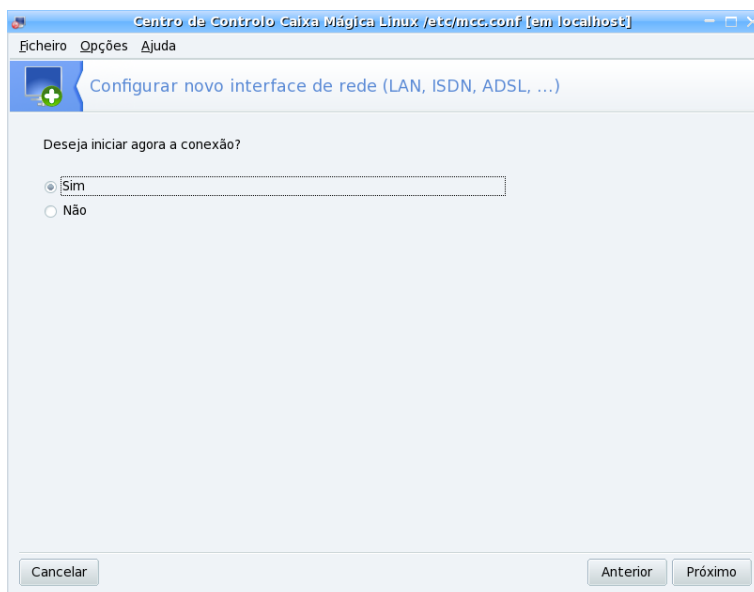 Centro de Controlo Caixa Mágica Linux /etc/mcc.conf [em localhost]
Ficheiro Opções Ajuda
Configurar novo interface de rede (LAN, ISDN, ADSL, ...)
Deseja iniciar agora a conexão?
Sim
Não
Cancelar Anterior Próximo